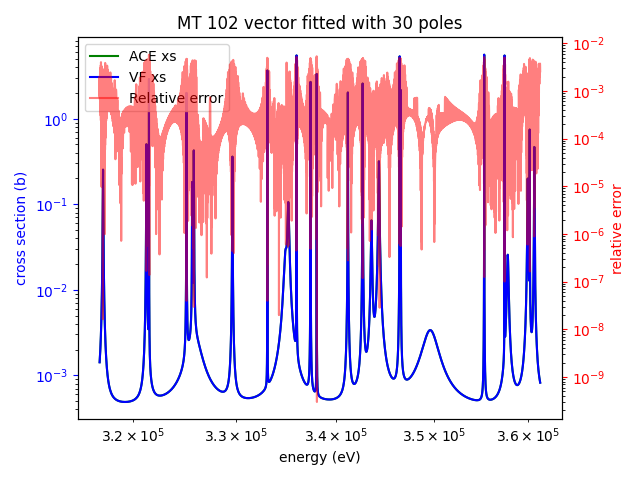 MT 102 vector fitted with 30 poles
ACE xs
VF xs
Relative error
10⁰
10⁻¹
10⁻²
10⁻³
cross section (b)
10⁻²
10⁻³
10⁻⁴
10⁻⁵
10⁻⁶
10⁻⁷
10⁻⁸
10⁻⁹
relative error
3.2 × 10⁵ 3.3 × 10⁵ 3.4 × 10⁵ 3.5 × 10⁵ 3.6 × 10⁵
energy (eV)